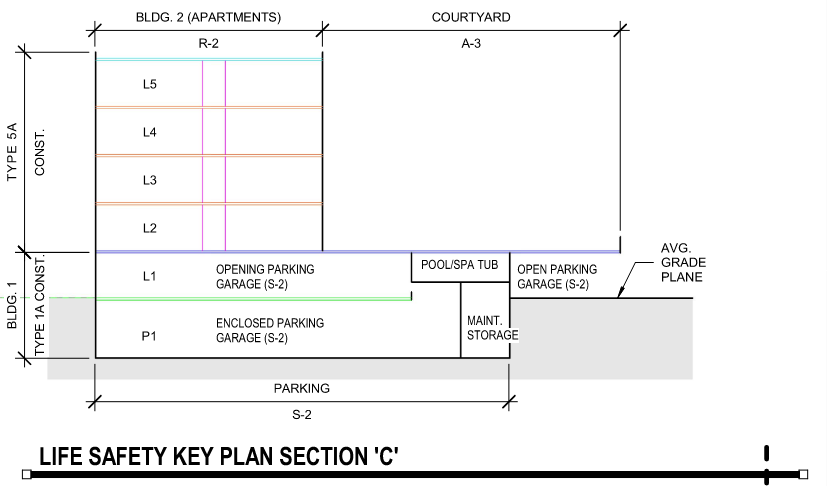 BLDG. 2 (APARTMENTS)
COURTYARD
R-2
A-3
L5
L4
L3
L2
TYPE 5A
CONST.
L1
OPENING PARKING
GARAGE (S-2)
POOL/SPA TUB
OPEN PARKING
GARAGE (S-2)
AVG.
GRADE
PLANE
BLDG. 1
TYPE 1A CONST.
P1
ENCLOSED PARKING
GARAGE (S-2)
MAINT.
STORAGE
PARKING
S-2
LIFE SAFETY KEY PLAN SECTION 'C'